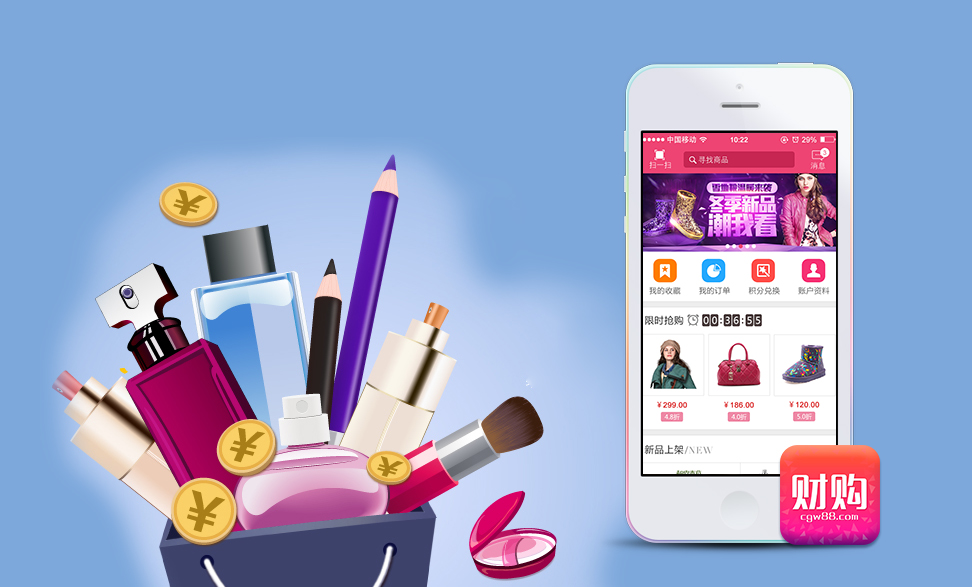 中国移动
10:22
29%
扫一扫
寻找商品
3
消息
冬季新品
潮我看
我的收藏
我的订单
积分兑换
账户资料
限时抢购 00:36:55
¥299.00
¥186.00
¥120.00
4.8折
4.0折
5.0折
新品上架/NEW
财购
cgw88.com
¥
¥
¥
¥